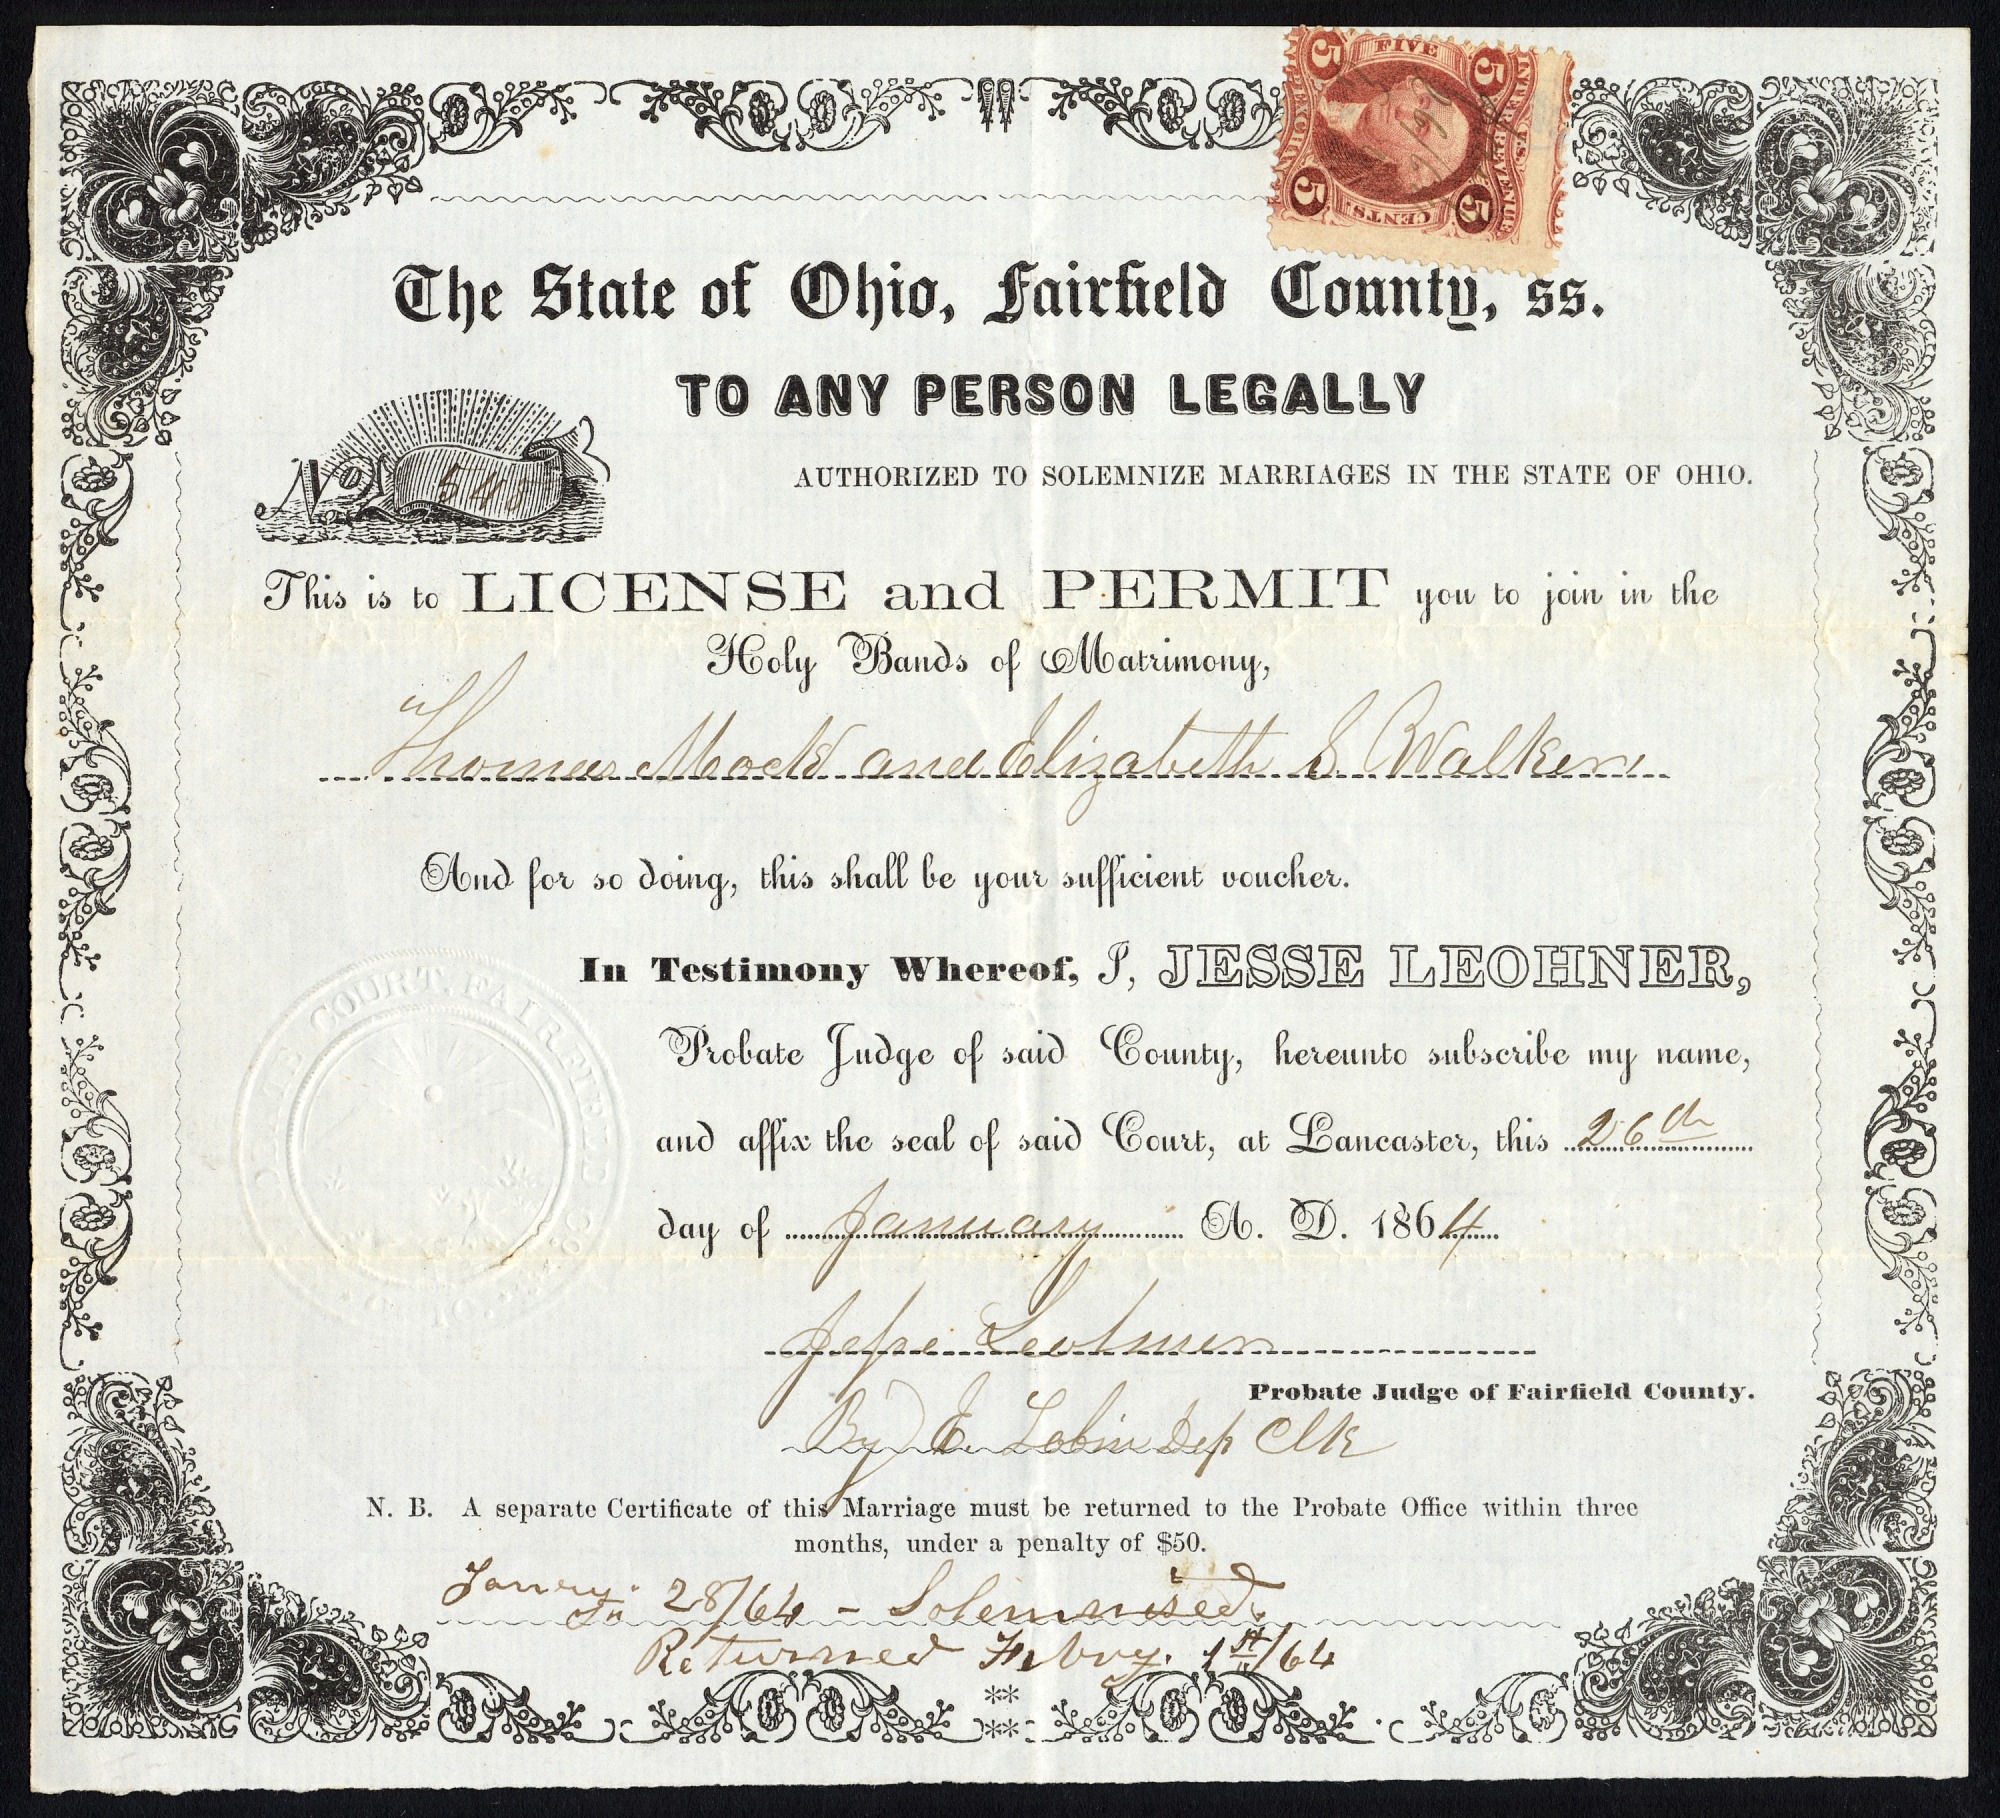 5 FIVE 5
INTER. REVENUE
U.S.
5 CENTS 5
The State of Ohio, Fairfield County, ss.
TO ANY PERSON LEGALLY
AUTHORIZED TO SOLEMNIZE MARRIAGES IN THE STATE OF OHIO.
No. 545
This is to LICENSE and PERMIT you to join in the
Holy Bands of Matrimony,
Thomas Mock and Elizabeth S Walker
And for so doing, this shall be your sufficient voucher.
In Testimony Whereof, I, JESSE LEOHNER,
Probate Judge of said County, hereunto subscribe my name,
and affix the seal of said Court, at Lancaster, this 26th
day of January A. D. 1864
COURT, FAIRFIELD CO. O.
Jesse Leohner
Probate Judge of Fairfield County.
By E. Dep Clk
N. B. A separate Certificate of this Marriage must be returned to the Probate Office within three
months, under a penalty of $50.
28/64 - Solemnised
Returned Febry. 1st/64